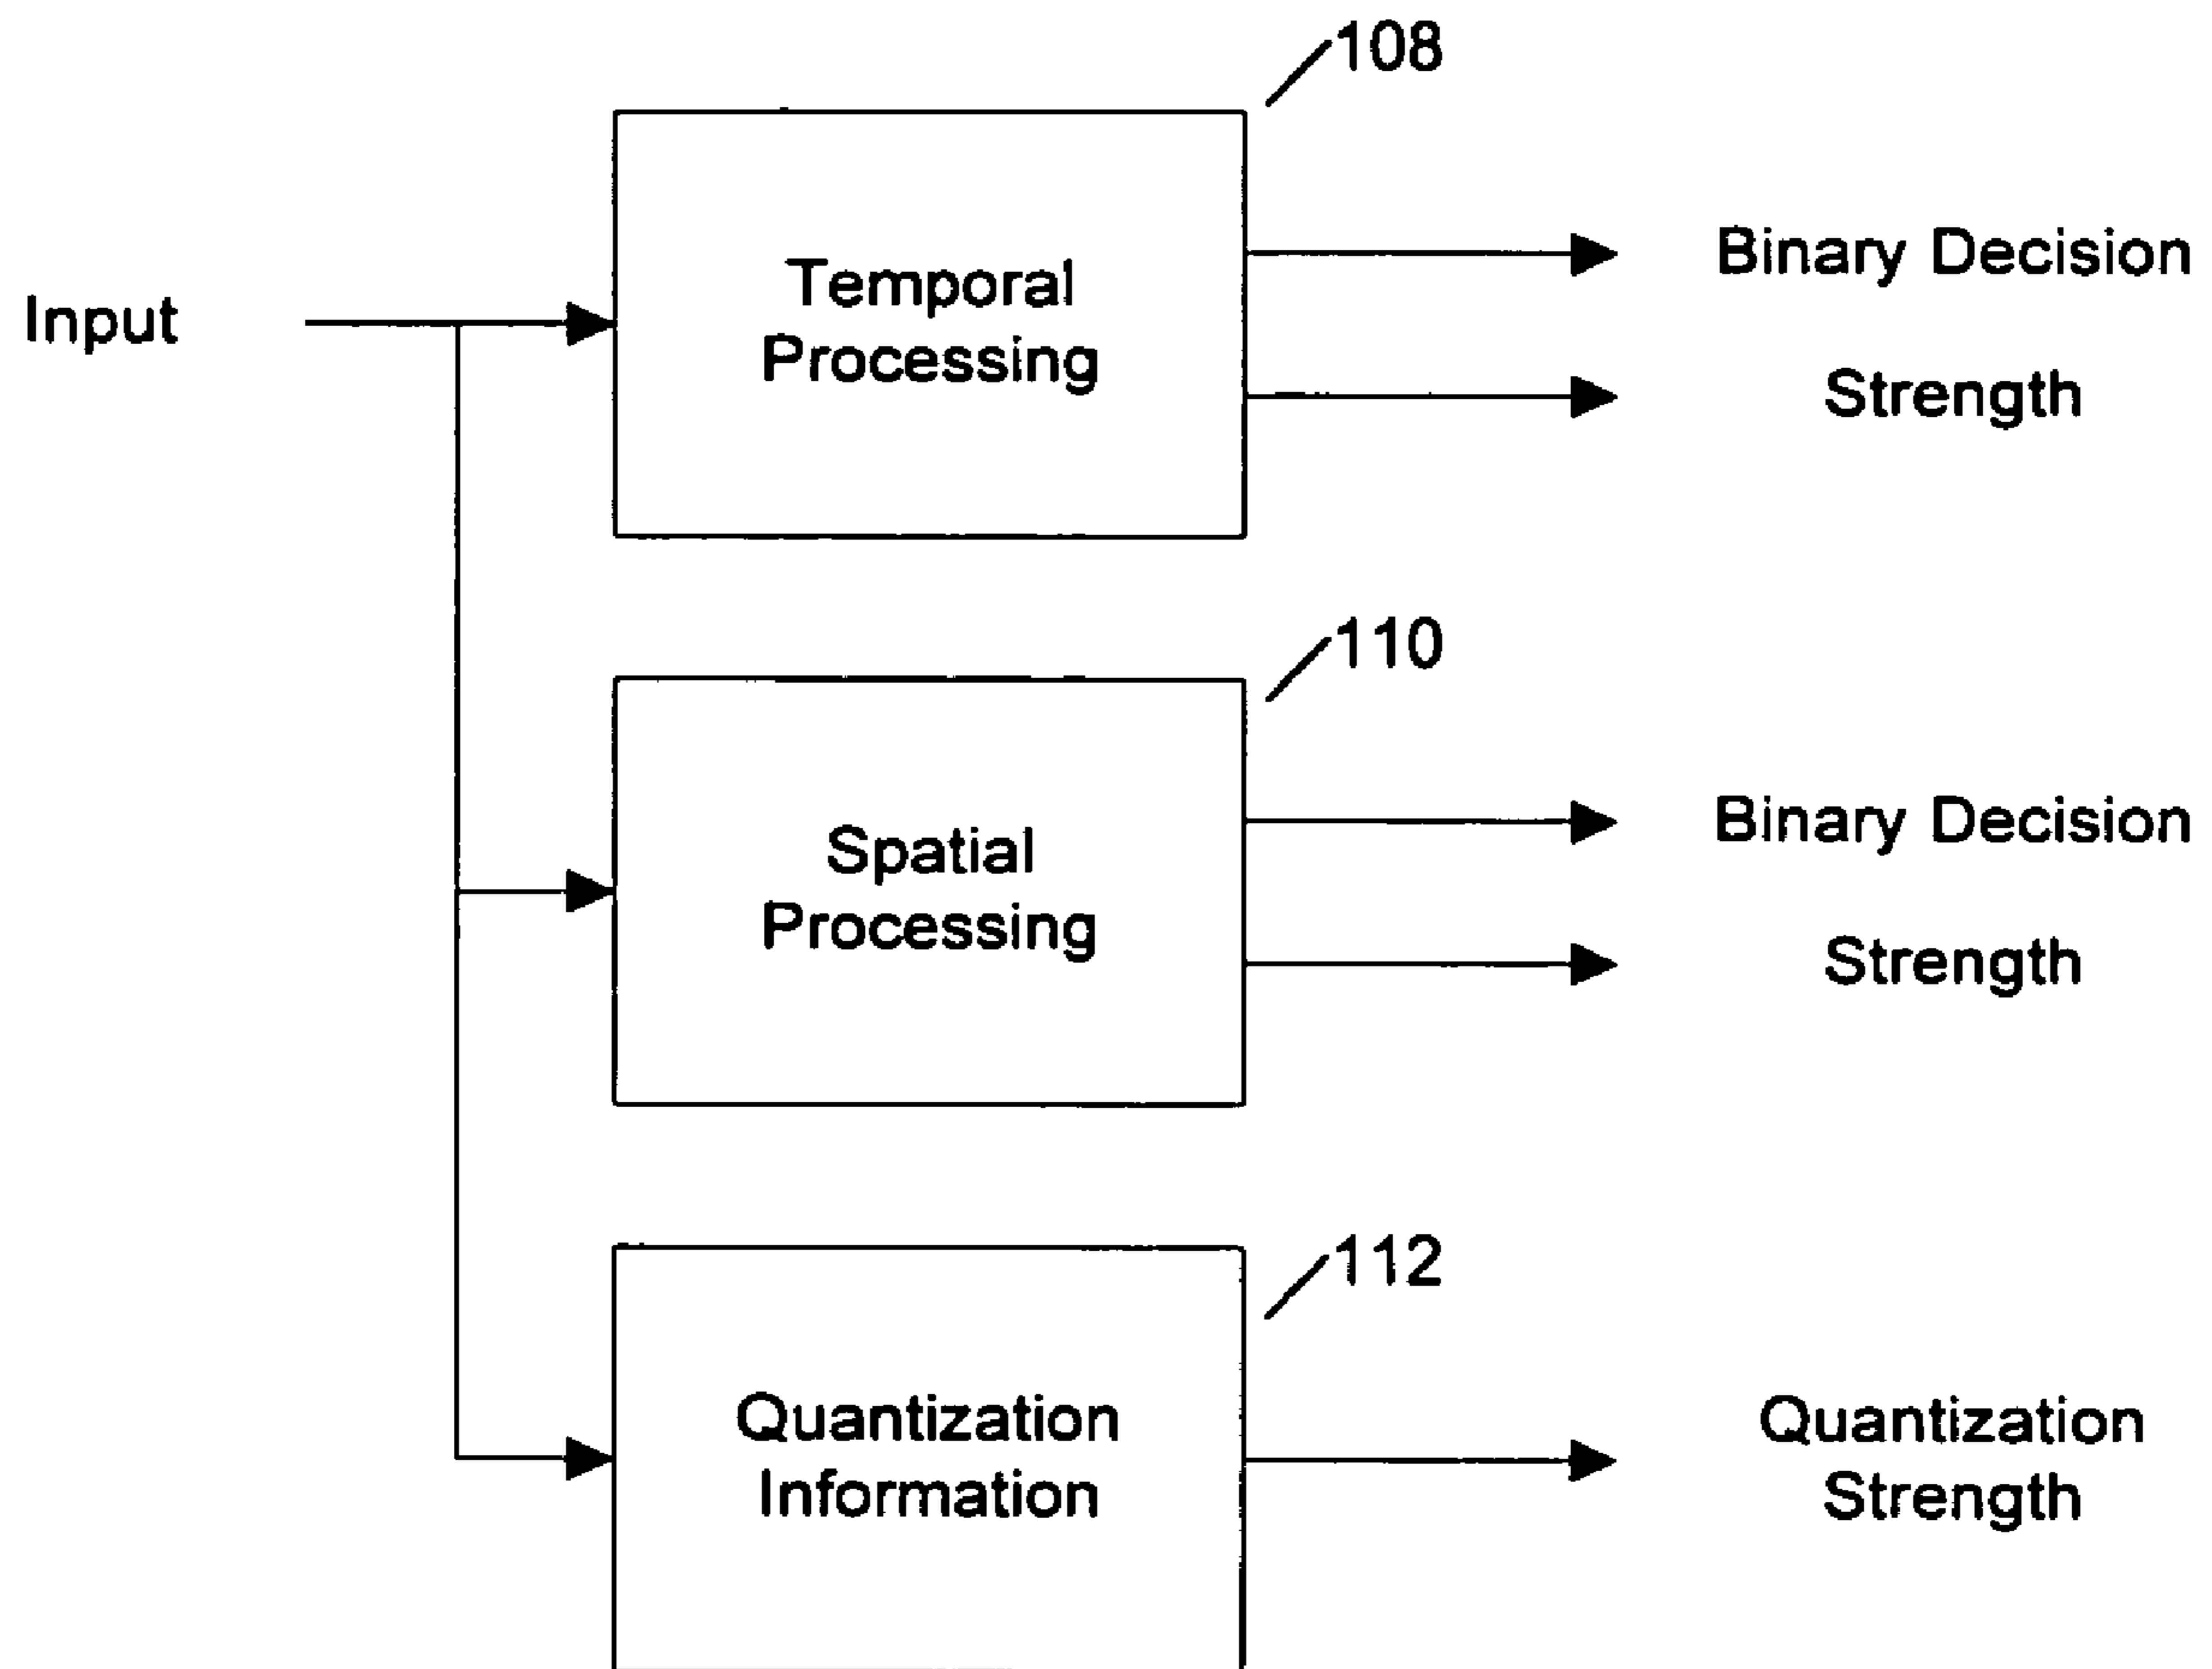 108
Input
Temporal
Processing
Binary Decision
Strength
110
Spatial
Processing
Binary Decision
Strength
112
Quantization
Information
Quantization
Strength